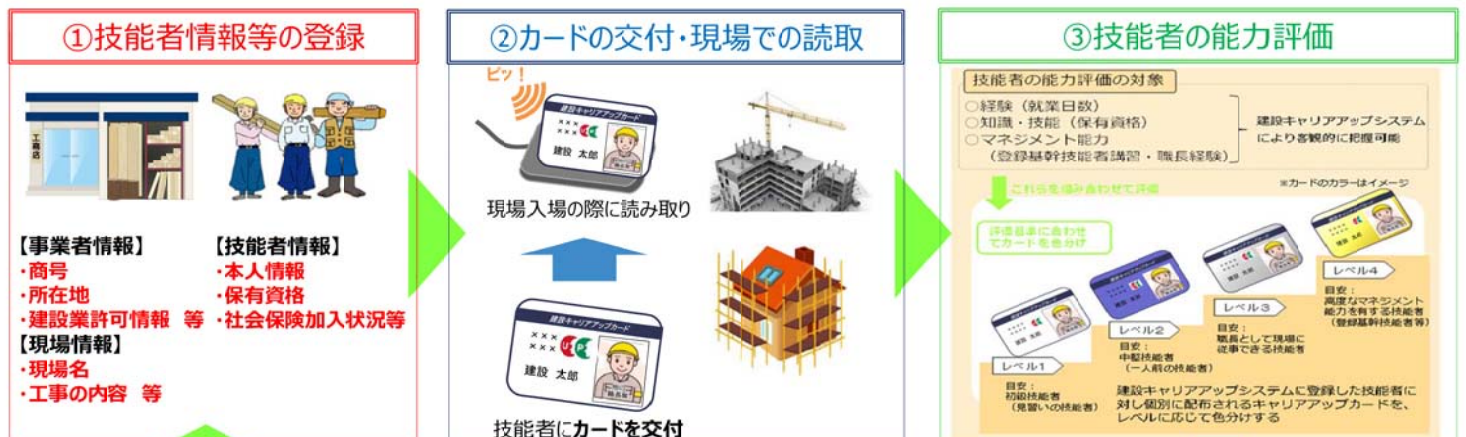 ①技能者情報等の登録
工務店
【事業者情報】
・商号
・所在地
・建設業許可情報 等
【現場情報】
・現場名
・工事の内容 等
【技能者情報】
・本人情報
・保有資格
・社会保険加入状況等
②カードの交付・現場での読取
ピッ！
建設キャリアアップカード
××××
×××
建設 太郎
現場入場の際に読み取り
建設キャリアアップカード
×××
×××
建設 太郎
技能者にカードを交付
③技能者の能力評価
技能者の能力評価の対象
○経験（就業日数）
○知識・技能（保有資格）
○マネジメント能力
（登録基幹技能者講習・職長経験）
建設キャリアアップシステム
により客観的に把握可能
これらを組み合わせて評価
※カードのカラーはイメージ
評価基準に合わせ
てカードを色分け
レベル1
目安：
初級技能者
（見習いの技能者）
レベル2
目安：
中堅技能者
（一人前の技能者）
レベル3
目安：
職長として現場に
従事できる技能者
レベル4
目安：
高度なマネジメント
能力を有する技能者
（登録基幹技能者等）
建設キャリアアップシステムに登録した技能者に
対し個別に配布されるキャリアアップカードを、
レベルに応じて色分けする